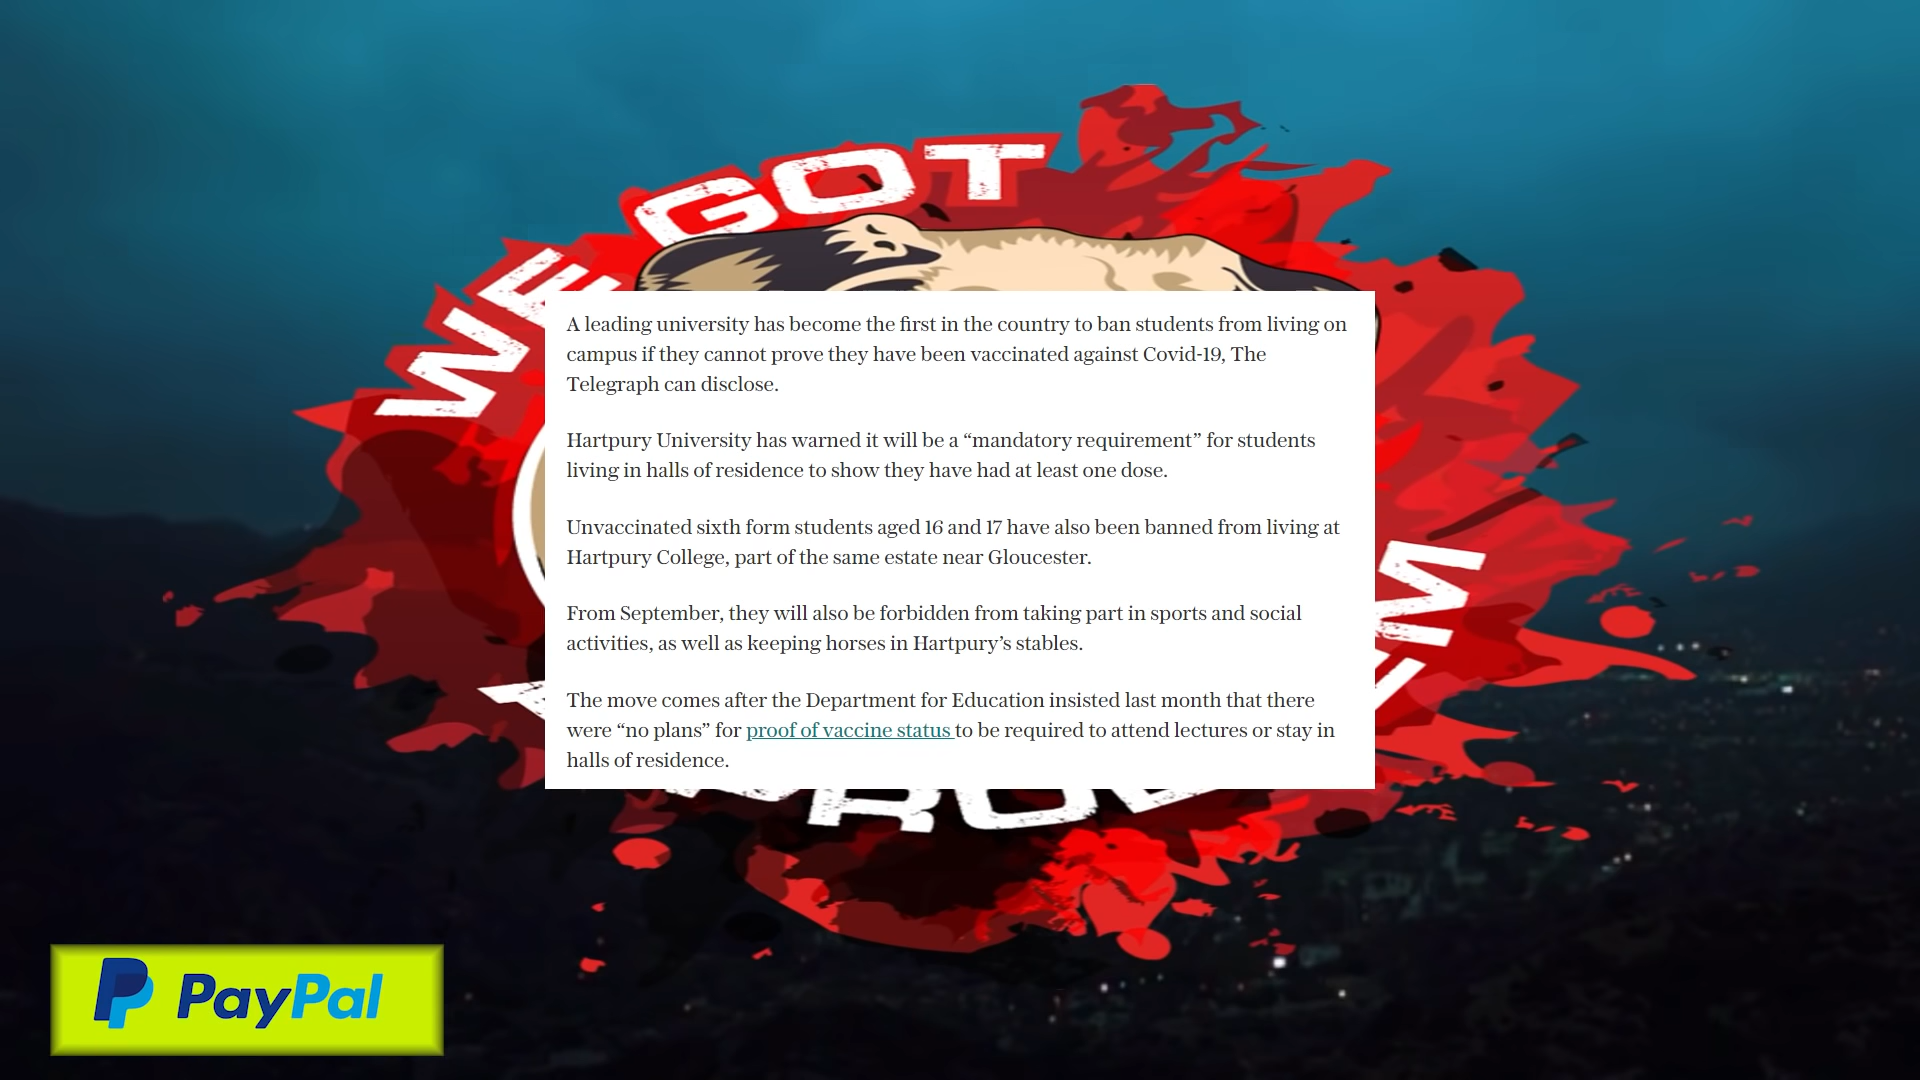 WE GOT
A leading university has become the first in the country to ban students from living on
campus if they cannot prove they have been vaccinated against Covid-19, The
Telegraph can disclose.
Hartpury University has warned it will be a “mandatory requirement” for students
living in halls of residence to show they have had at least one dose.
Unvaccinated sixth form students aged 16 and 17 have also been banned from living at
Hartpury College, part of the same estate near Gloucester.
From September, they will also be forbidden from taking part in sports and social
activities, as well as keeping horses in Hartpury’s stables.
The move comes after the Department for Education insisted last month that there
were “no plans” for proof of vaccine status to be required to attend lectures or stay in
halls of residence.
PayPal